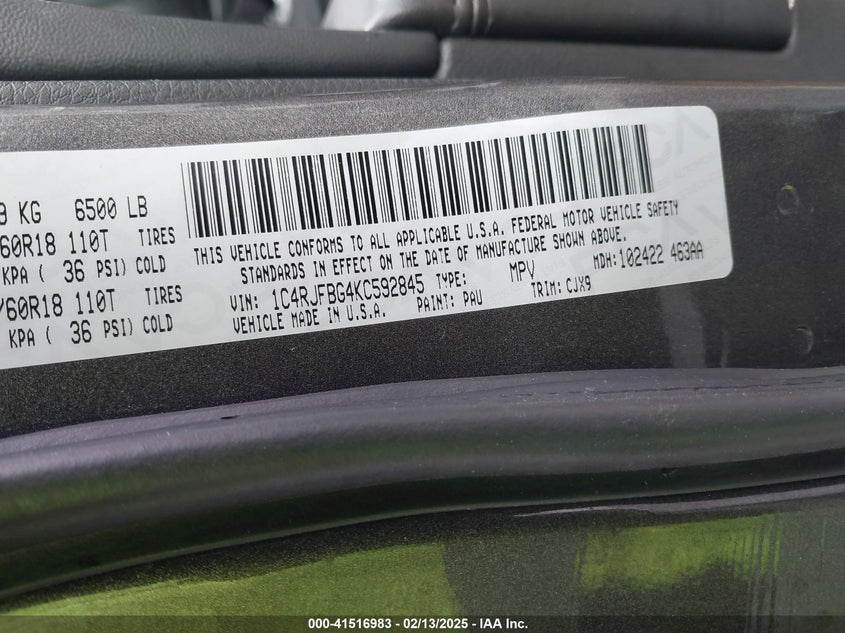 9 KG 6500 LB
/60R18 110T TIRES
KPA ( 36 PSI) COLD
/60R18 110T TIRES
KPA ( 36 PSI) COLD
THIS VEHICLE CONFORMS TO ALL APPLICABLE U.S.A. FEDERAL MOTOR VEHICLE SAFETY
STANDARDS IN EFFECT ON THE DATE OF MANUFACTURE SHOWN ABOVE.
VIN: 1C4RJFBG4KC592845 TYPE: MPV MDH:102422 463AA
VEHICLE MADE IN U.S.A. PAINT: PAU TRIM: CJX9
000-41516983 - 02/13/2025 - IAA Inc.